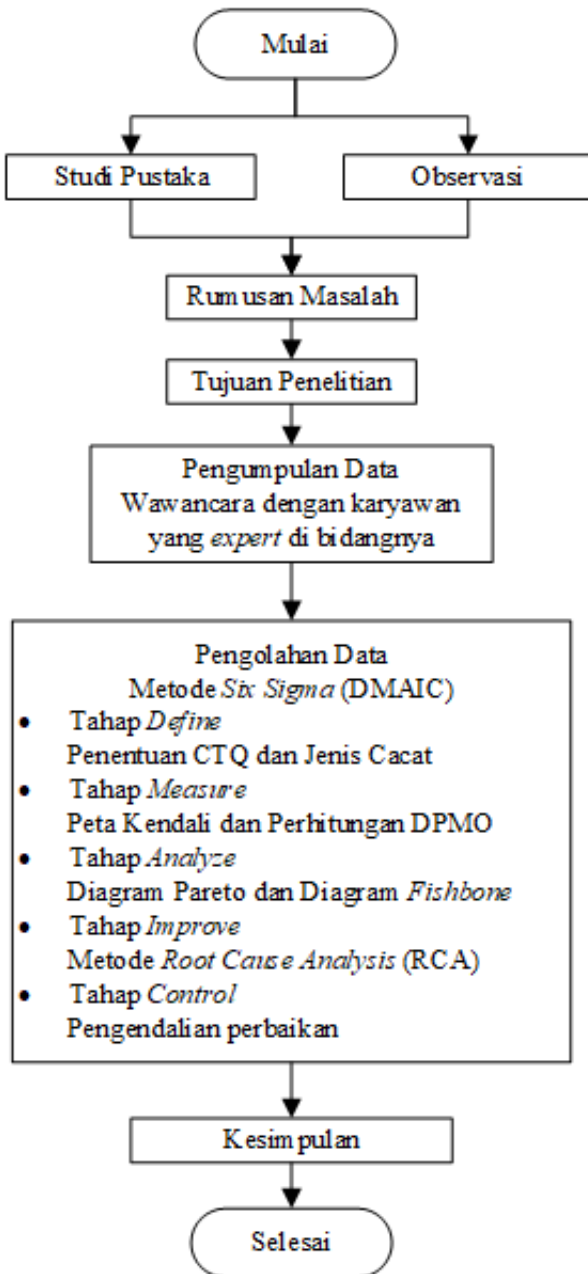 Mulai
Studi Pustaka
Observasi
Rumusan Masalah
Tujuan Penelitian
Pengumpulan Data
Wawancara dengan karyawan
yang expert di bidangnya
Pengolahan Data
Metode Six Sigma (DMAIC)
• Tahap Define
Penentuan CTQ dan Jenis Cacat
• Tahap Measure
Peta Kendali dan Perhitungan DPMO
• Tahap Analyze
Diagram Pareto dan Diagram Fishbone
• Tahap Improve
Metode Root Cause Analysis (RCA)
• Tahap Control
Pengendalian perbaikan
Kesimpulan
Selesai